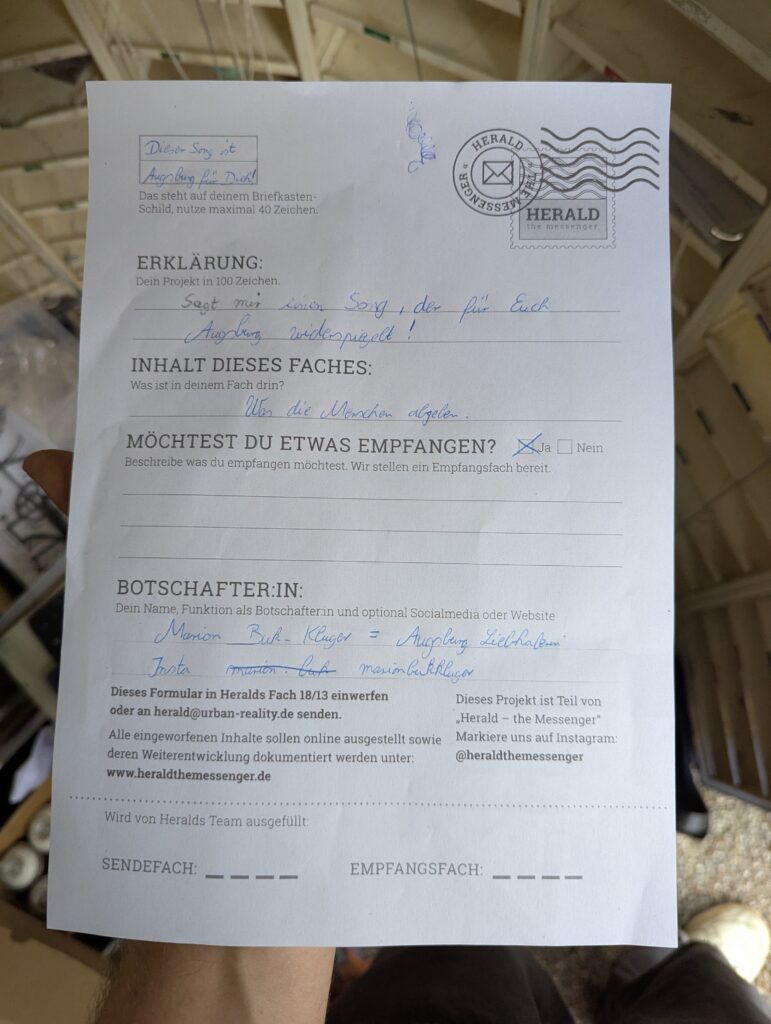 Dieser Song ist
Augsburg für Dich!
Das steht auf deinem Briefkasten-
Schild, nutze maximal 40 Zeichen.
HERALD
» THE MESSENGER «
HERALD
the messenger
ERKLÄRUNG:
Dein Projekt in 100 Zeichen.
Sagt mir einen Song, der für Euch
Augsburg widerspiegelt!
INHALT DIESES FACHES:
Was ist in deinem Fach drin?
Was die Menschen abgeben.
MÖCHTEST DU ETWAS EMPFANGEN? Ja Nein
Beschreibe was du empfangen möchtest. Wir stellen ein Empfangsfach bereit.
BOTSCHAFTER:IN:
Dein Name, Funktion als Botschafter:in und optional Socialmedia oder Website
Marion Buk-Kluger = Augsburg Liebhaberin
Insta marionbukkluger
Dieses Formular in Heralds Fach 18/13 einwerfen
oder an herald@urban-reality.de senden.
Alle eingeworfenen Inhalte sollen online ausgestellt sowie
deren Weiterentwicklung dokumentiert werden unter:
www.heraldthemessenger.de
Dieses Projekt ist Teil von
„Herald – the Messenger"
Markiere uns auf Instagram:
@heraldthemessenger
Wird von Heralds Team ausgefüllt:
SENDEFACH: _ _ _ _ EMPFANGSFACH: _ _ _ _